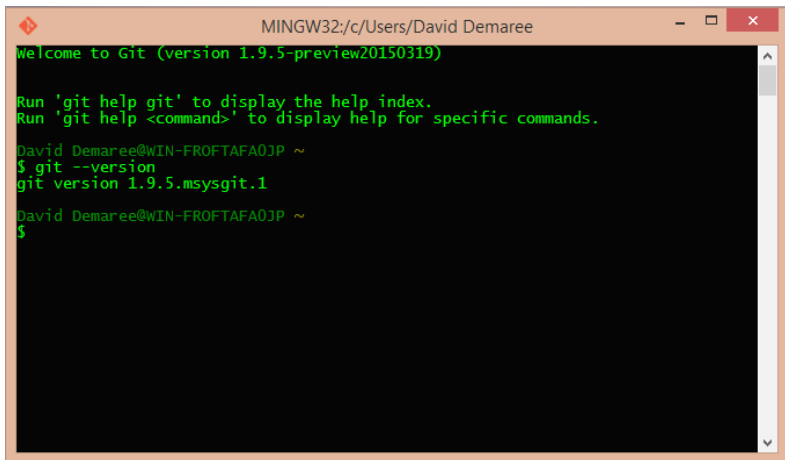 MINGW32:/c/Users/David Demaree
Welcome to Git (version 1.9.5-preview20150319)
Run 'git help git' to display the help index.
Run 'git help <command>' to display help for specific commands.
David Demaree@WIN-FROFTAFA0JP ~
$ git --version
git version 1.9.5.msysgit.1
David Demaree@WIN-FROFTAFA0JP ~
$